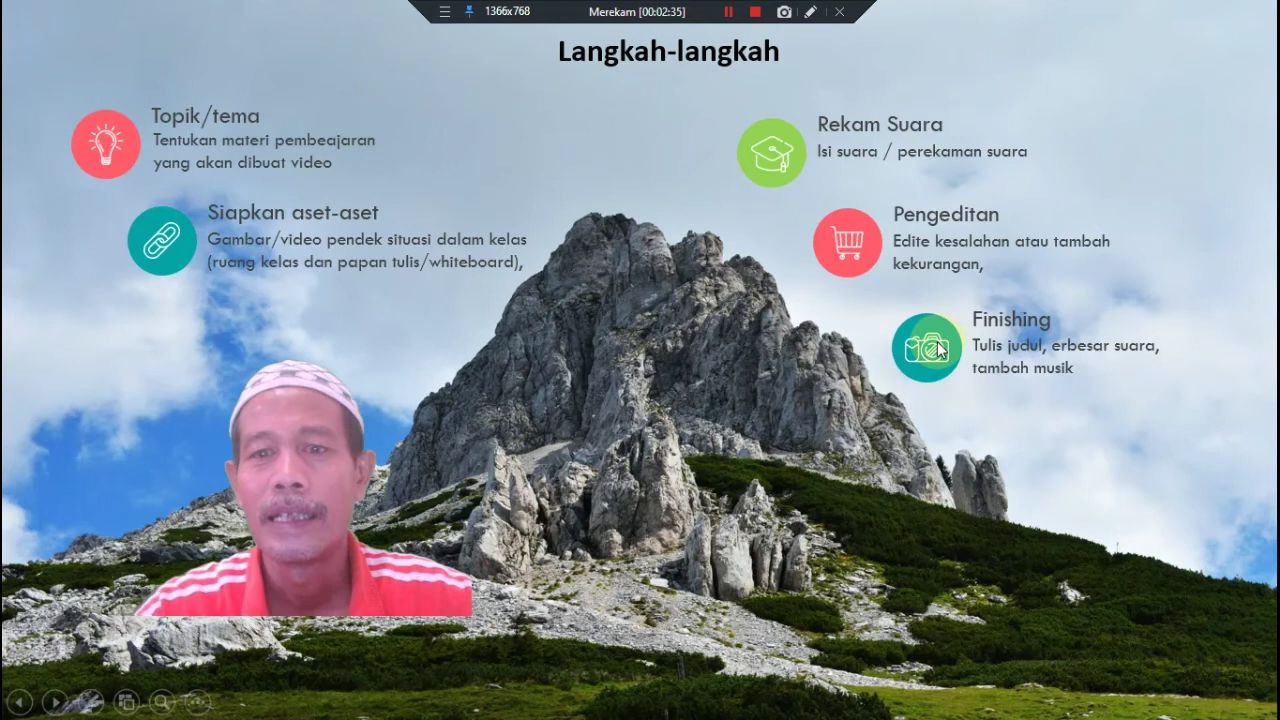 1366x768
Merekam [00:02:35]
Langkah-langkah
Topik/tema
Tentukan materi pembeajaran
yang akan dibuat video
Siapkan aset-aset
Gambar/video pendek situasi dalam kelas
(ruang kelas dan papan tulis/whiteboard),
Rekam Suara
Isi suara / perekaman suara
Pengeditan
Edite kesalahan atau tambah
kekurangan,
Finishing
Tulis judul, erbesar suara,
tambah musik